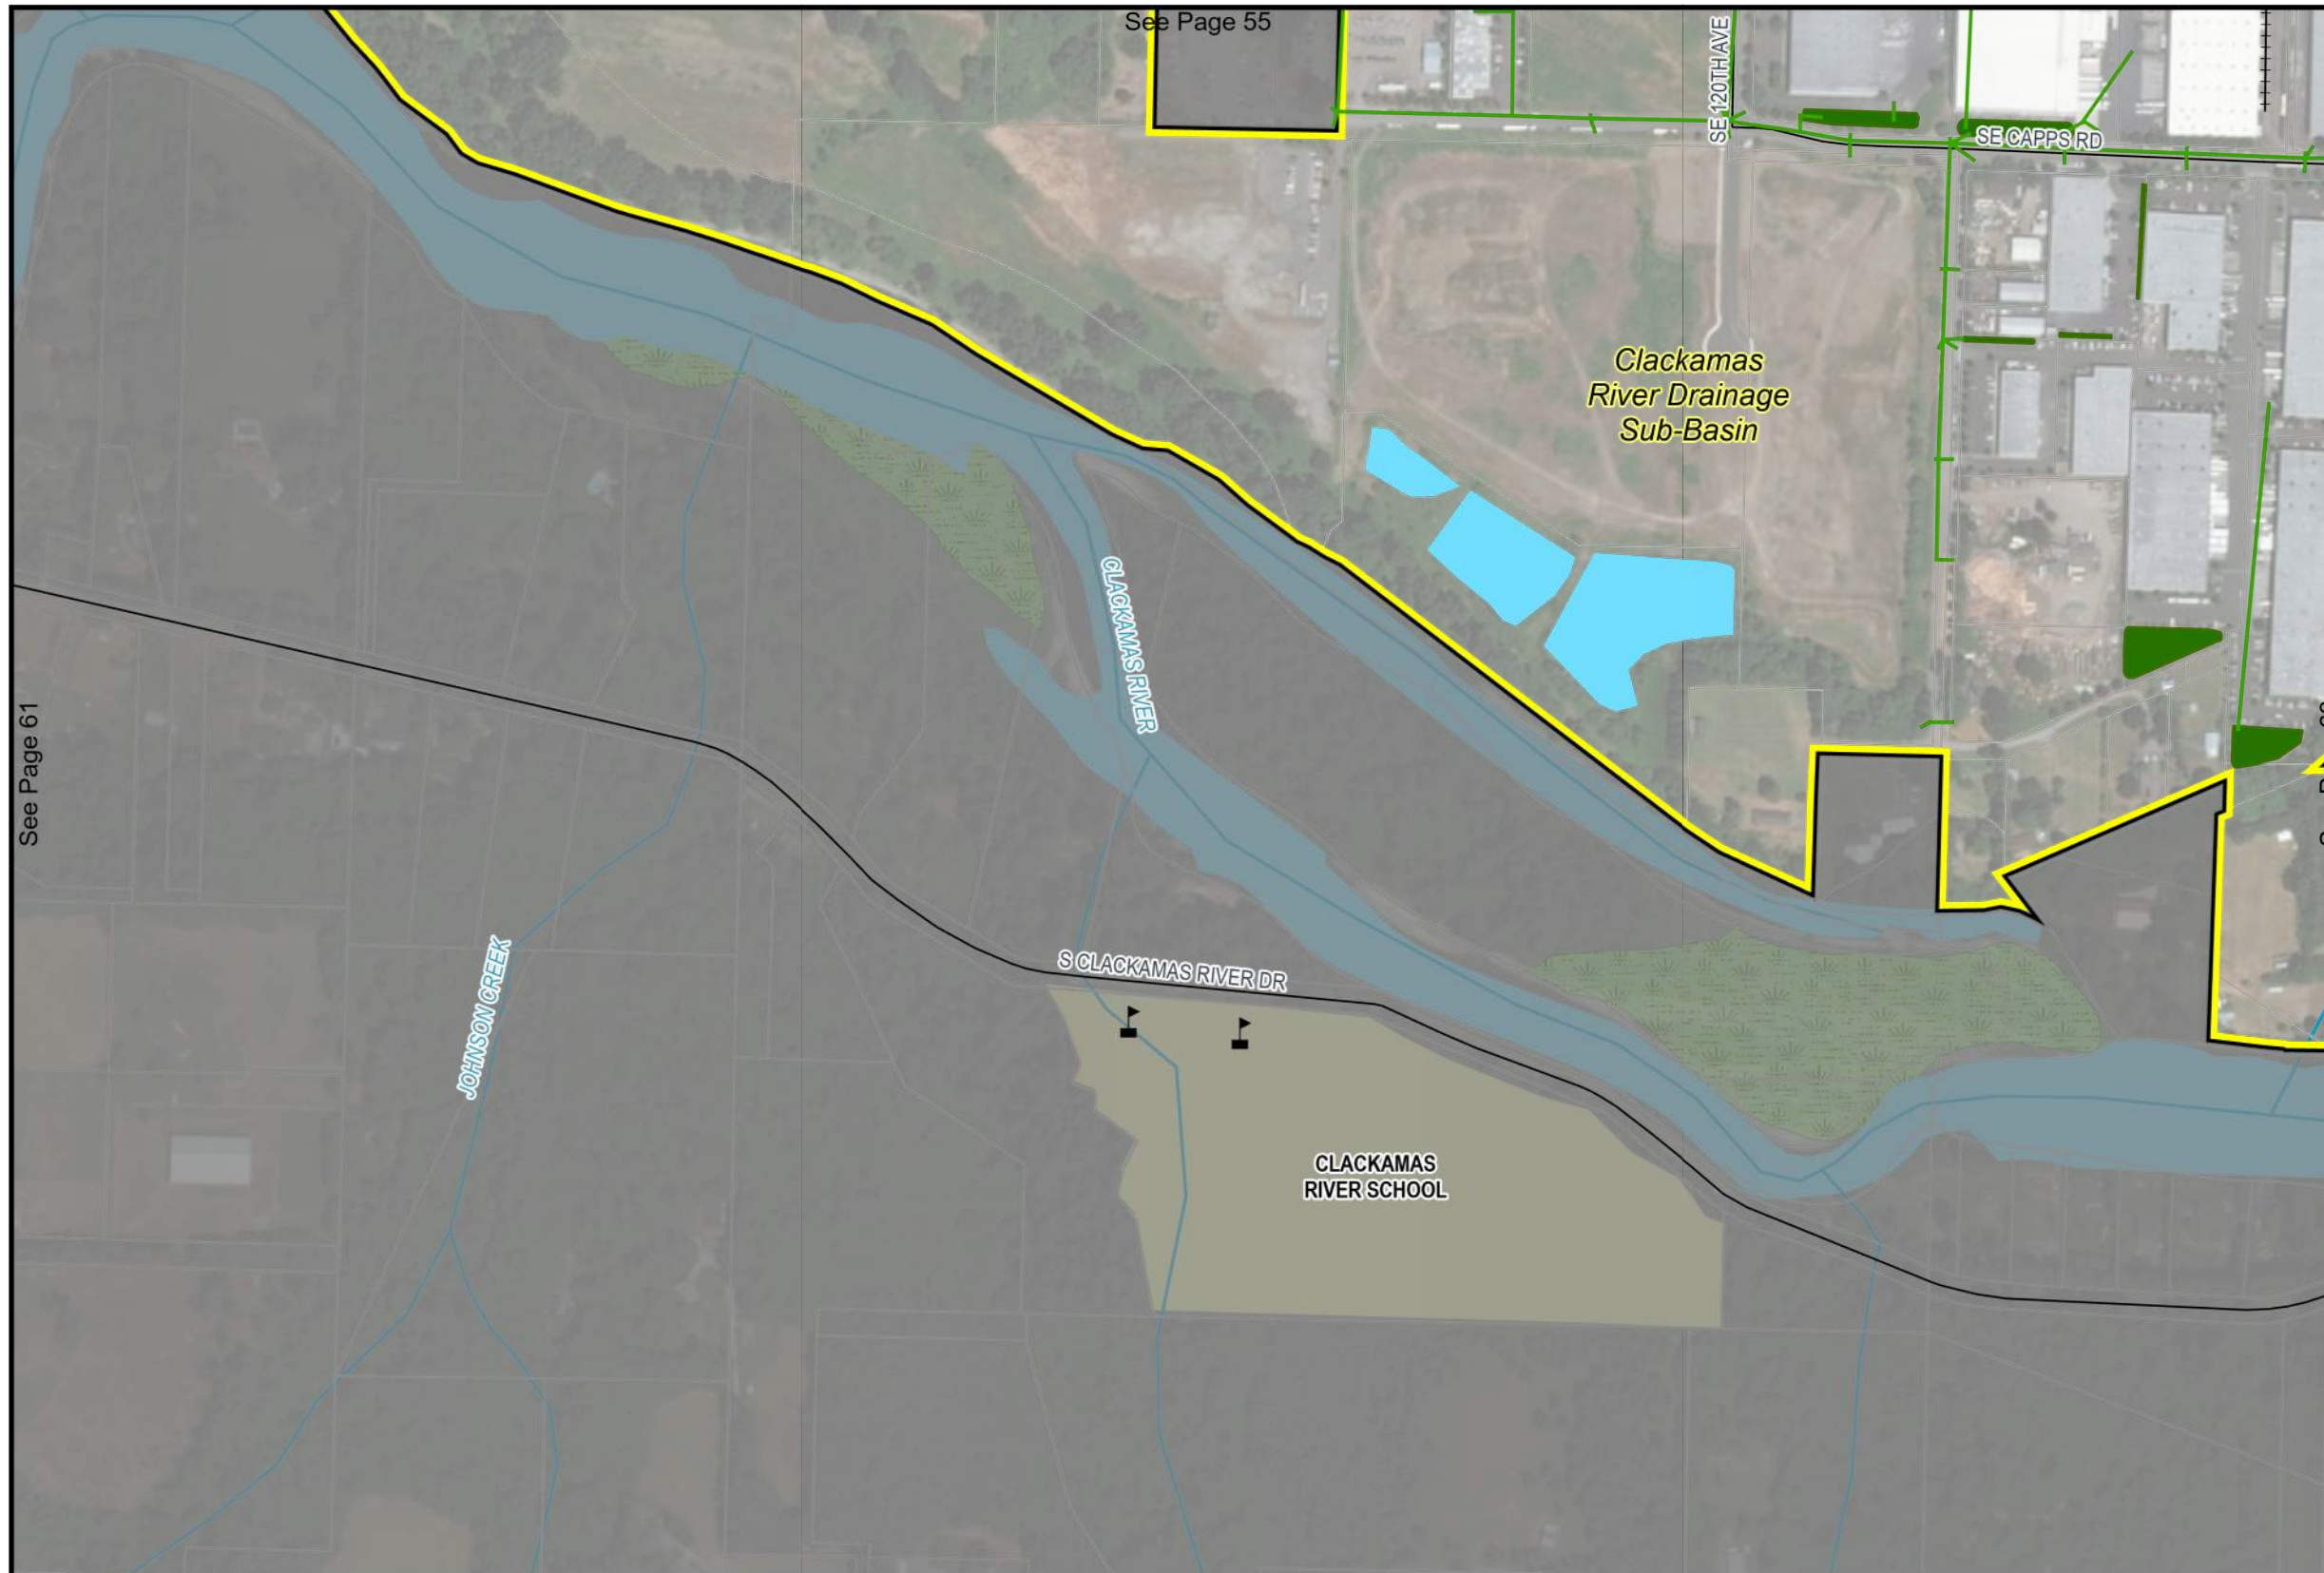 See Page 55
SE 120TH AVE
SE CAPPS RD
Clackamas
River Drainage
Sub-Basin
CLACKAMAS RIVER
See Page 61
S CLACKAMAS RIVER DR
JOHNSON CREEK
CLACKAMAS
RIVER SCHOOL